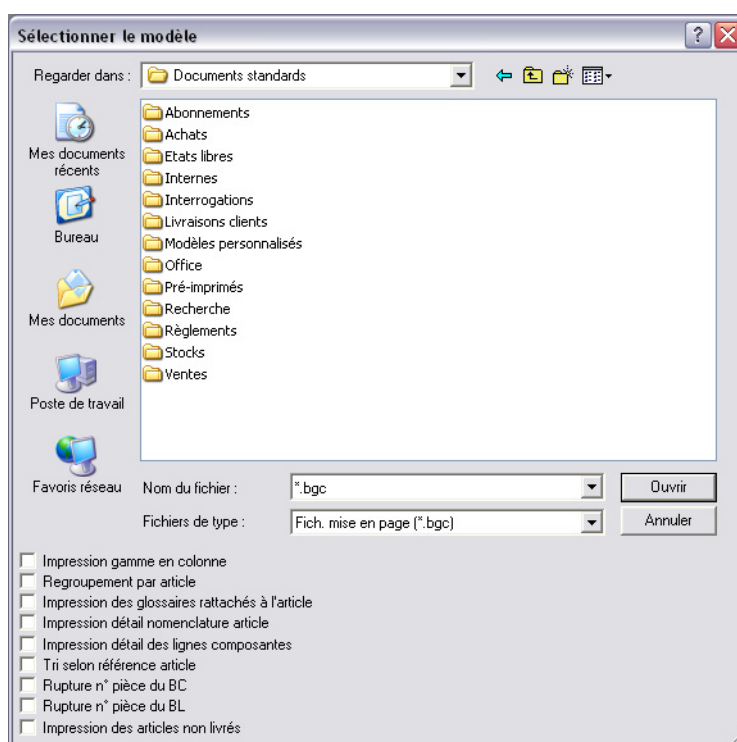 Sélectionner le modèle
Regarder dans :
Documents standards
Mes documents récents
Bureau
Mes documents
Poste de travail
Favoris réseau
Abonnements
Achats
Etats libres
Internes
Interrogations
Livraisons clients
Modèles personnalisés
Office
Pré-imprimés
Recherche
Règlements
Stocks
Ventes
Nom du fichier :
*.bgc
Ouvrir
Fichiers de type :
Fich. mise en page (*.bgc)
Annuler
Impression gamme en colonne
Regroupement par article
Impression des glossaires rattachés à l'article
Impression détail nomenclature article
Impression détail des lignes composantes
Tri selon référence article
Rupture n° pièce du BC
Rupture n° pièce du BL
Impression des articles non livrés